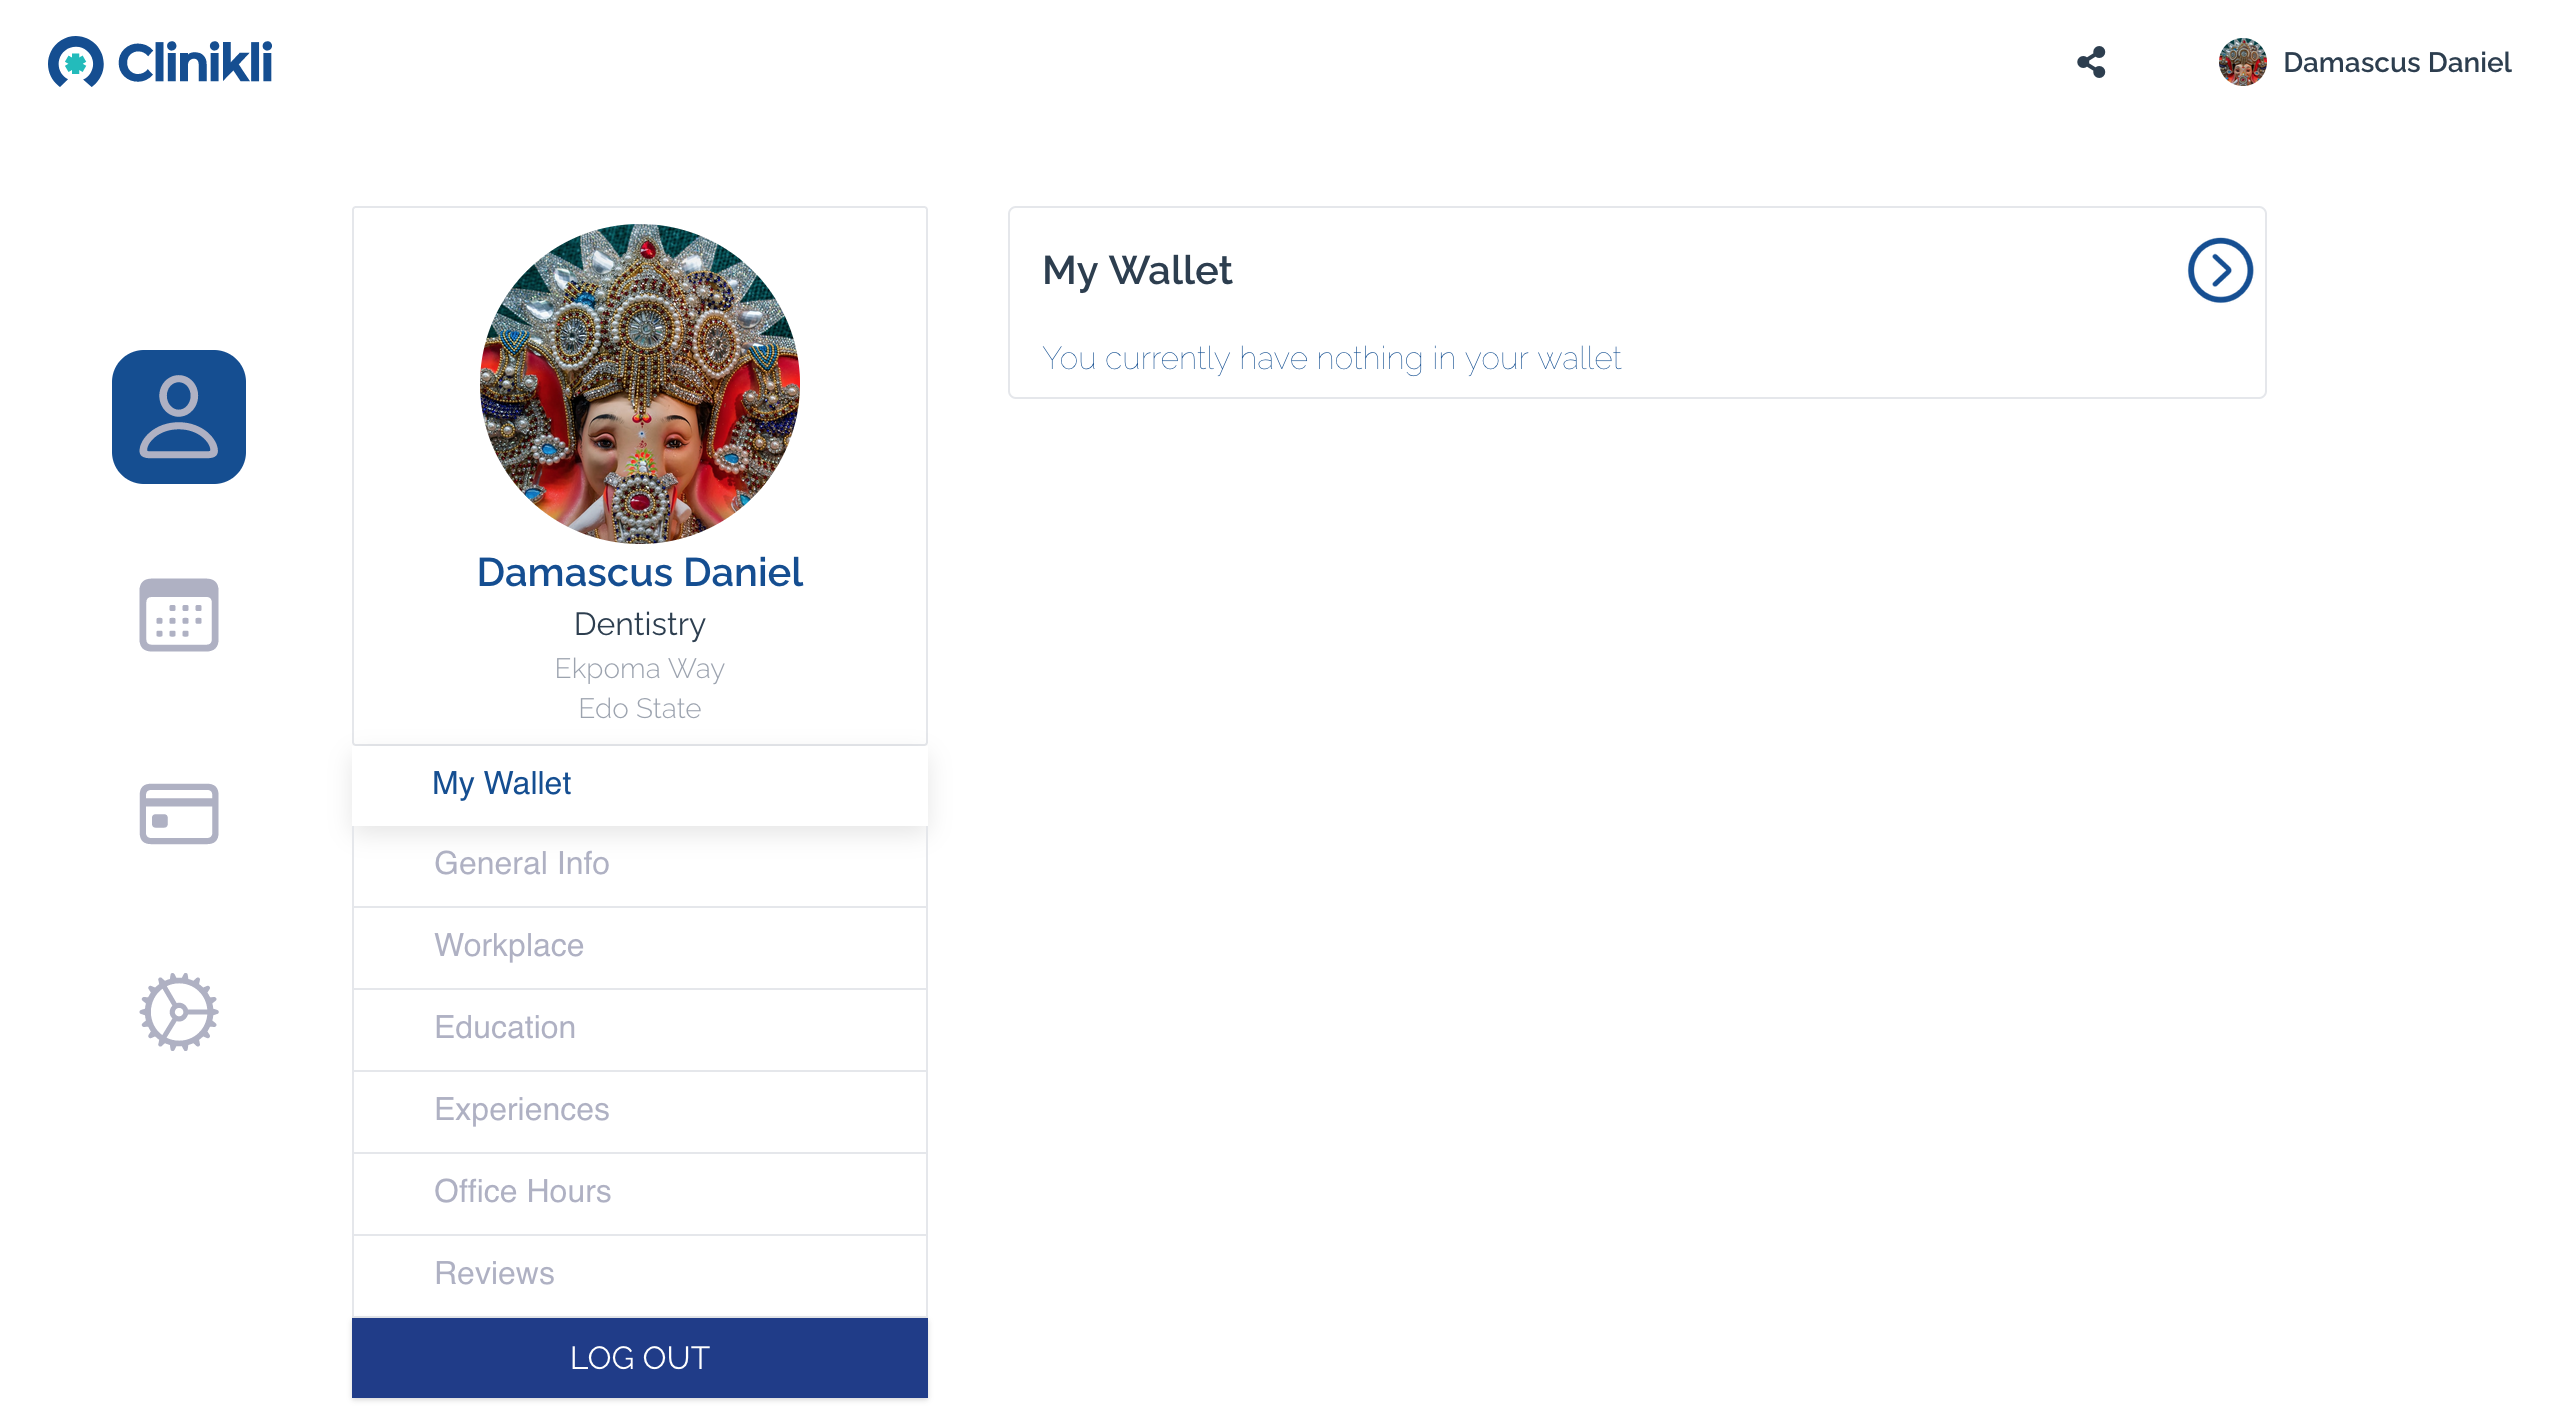 Clinikli
Damascus Daniel
Damascus Daniel
Dentistry
Ekpoma Way
Edo State
My Wallet
General Info
Workplace
Education
Experiences
Office Hours
Reviews
LOG OUT
My Wallet
You currently have nothing in your wallet